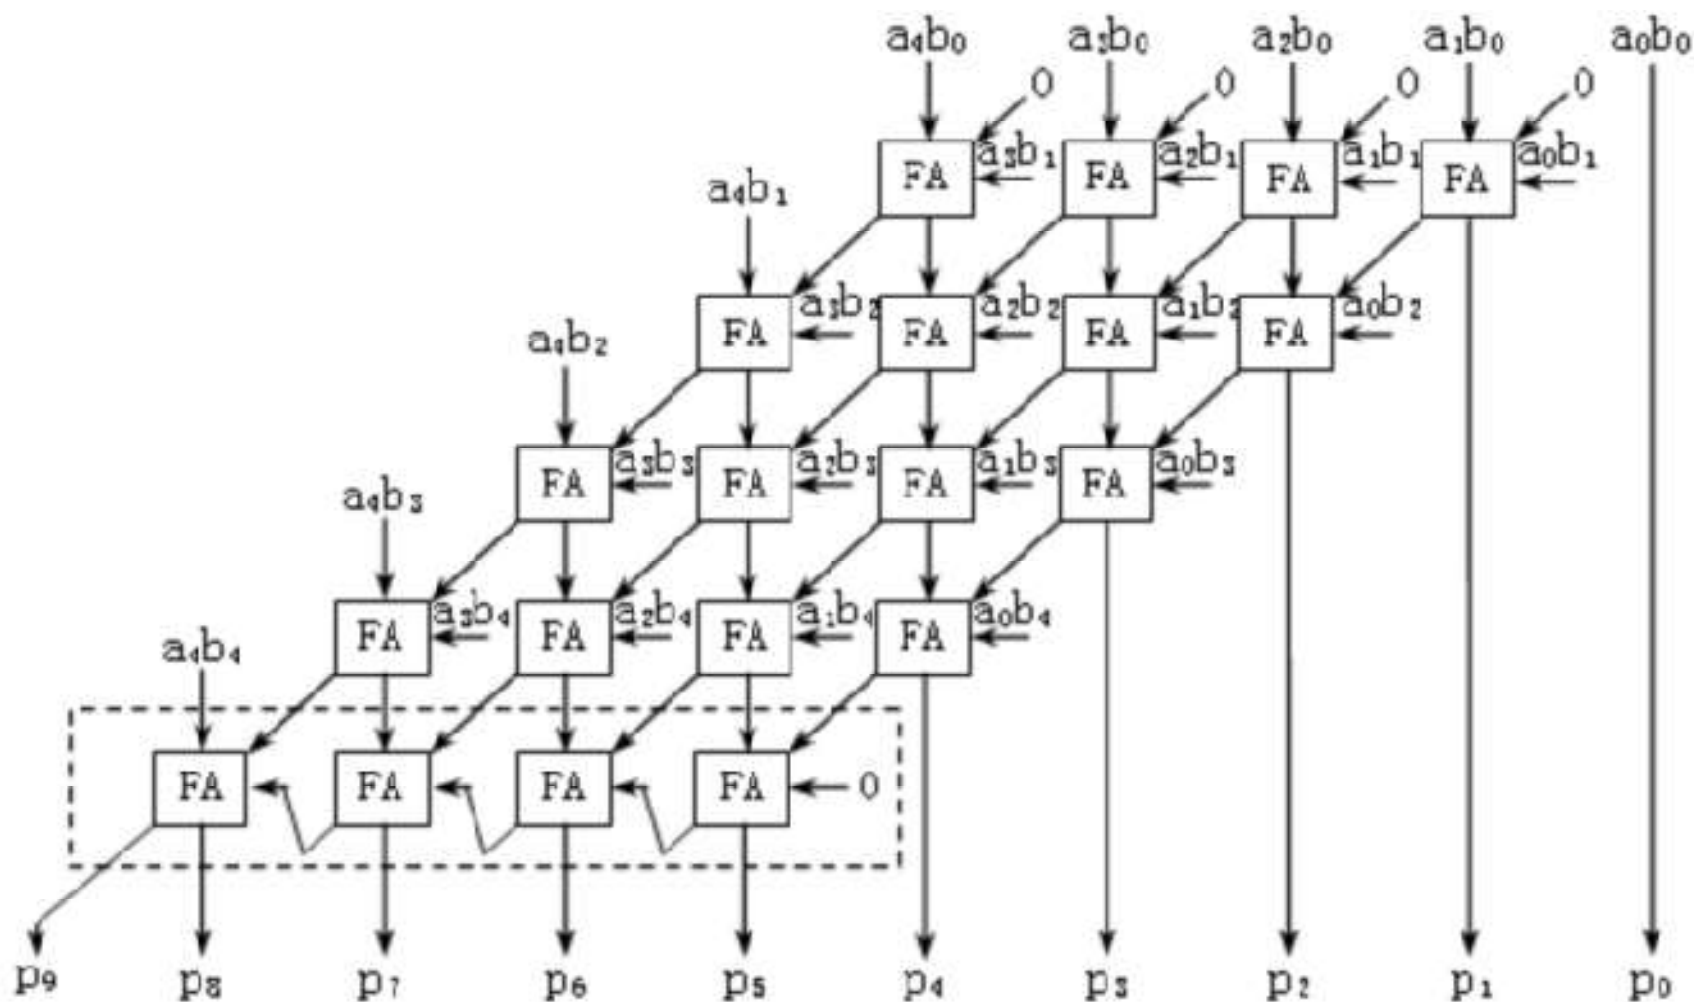 a₄b₀ a₃b₀ a₂b₀ a₁b₀ a₀b₀
0 0 0 0
FA a₃b₁ FA a₂b₁ FA a₁b₁ FA a₀b₁
a₄b₁
FA a₃b₂ FA a₂b₂ FA a₁b₂ FA a₀b₂
a₄b₂
FA a₃b₃ FA a₂b₃ FA a₁b₃ FA a₀b₃
a₄b₃
FA a₃b₄ FA a₂b₄ FA a₁b₄ FA a₀b₄
a₄b₄
FA FA FA FA 0
p₉ p₈ p₇ p₆ p₅ p₄ p₃ p₂ p₁ p₀